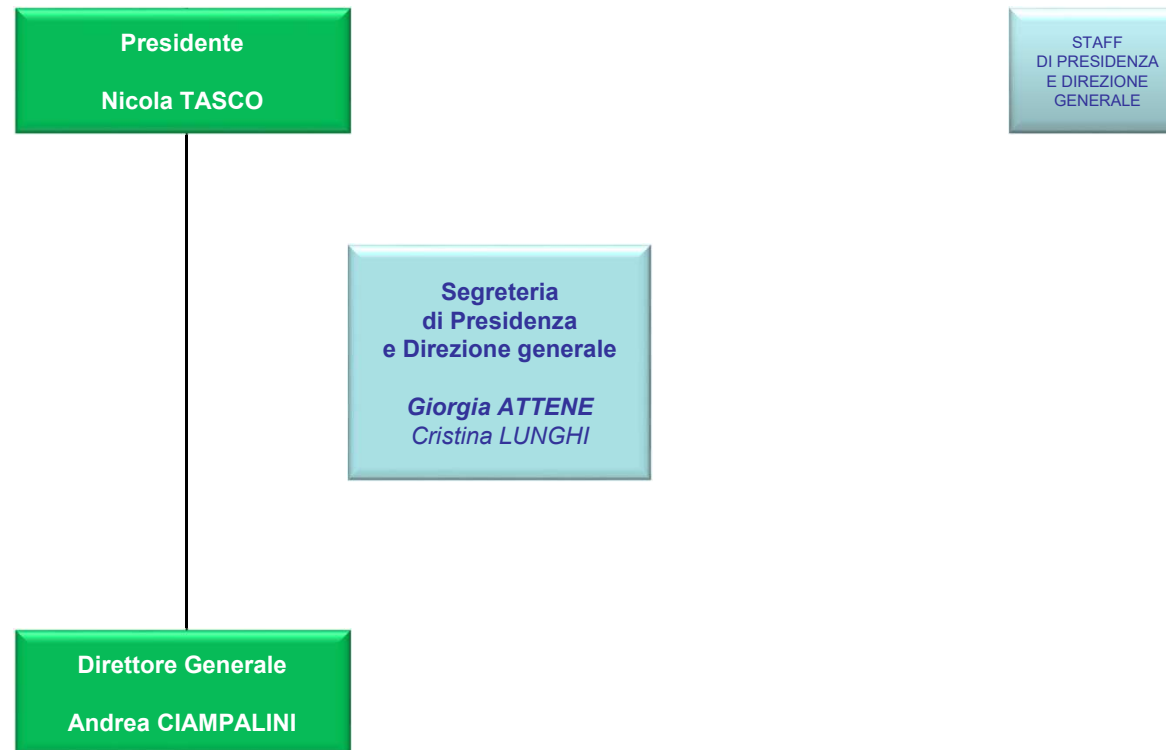 Presidente
Nicola TASCO
STAFF
DI PRESIDENZA
E DIREZIONE
GENERALE
Segreteria
di Presidenza
e Direzione generale
Giorgia ATTENE
Cristina LUNGHI
Direttore Generale
Andrea CIAMPALINI